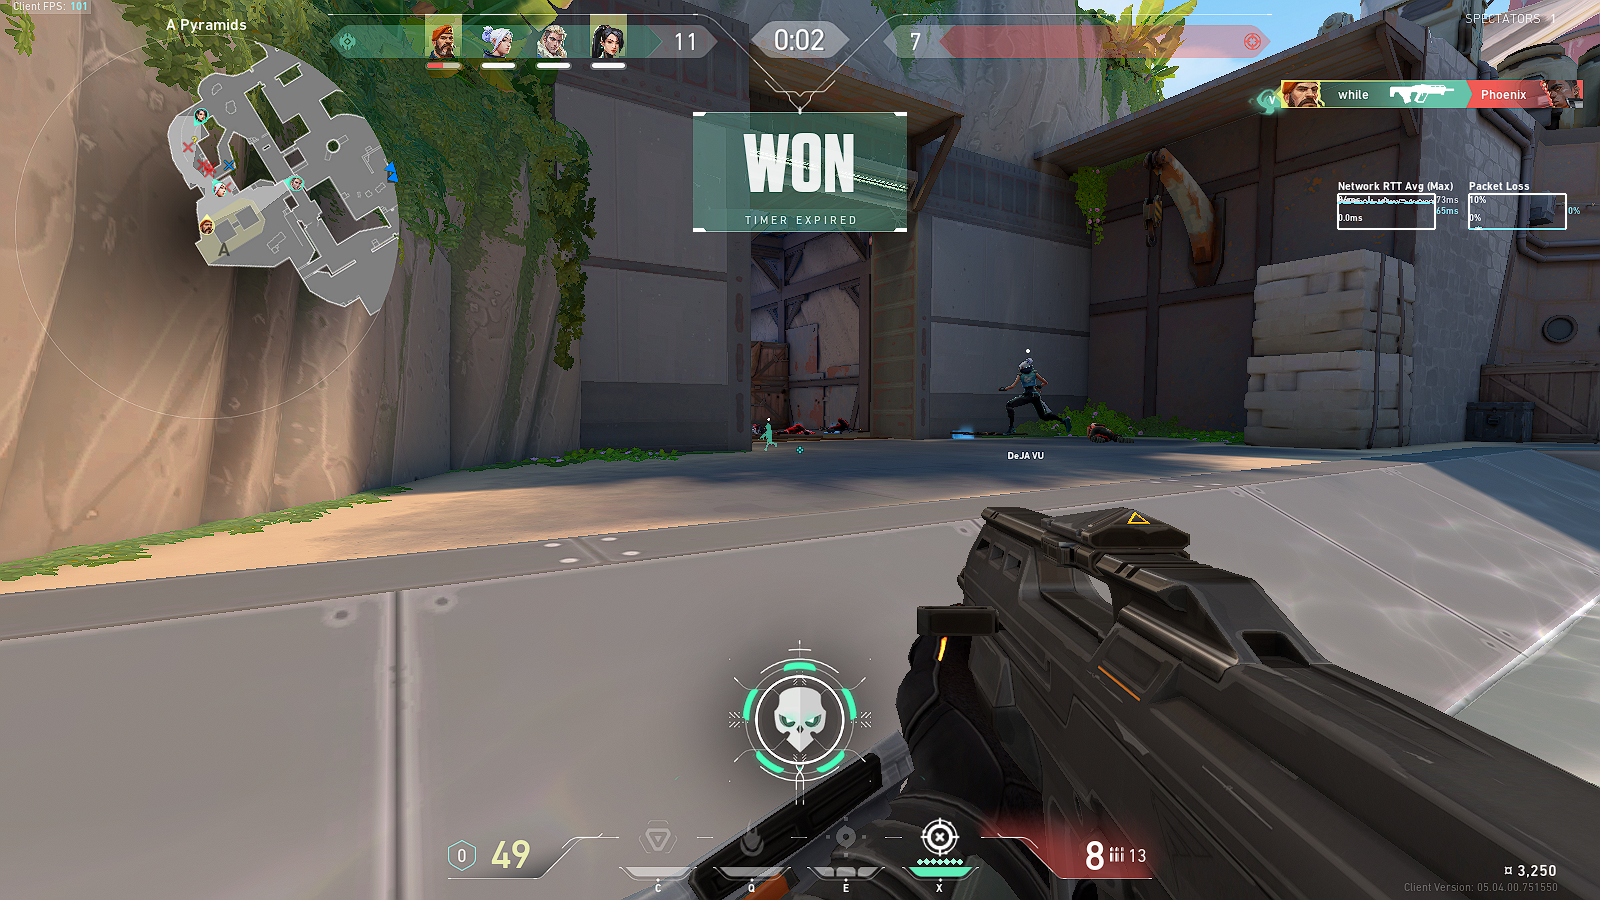 Client FPS: 101
A Pyramids
11
0:02
7
SPECTATORS 1
while
Phoenix
WON
TIMER EXPIRED
Network RTT Avg (Max)
Packet Loss
73ms
65ms
0.0ms
10%
0%
0%
A
DeJA VU
0
49
C
Q
E
X
8
13
¤ 3,250
Client Version: 05.04.00.751550